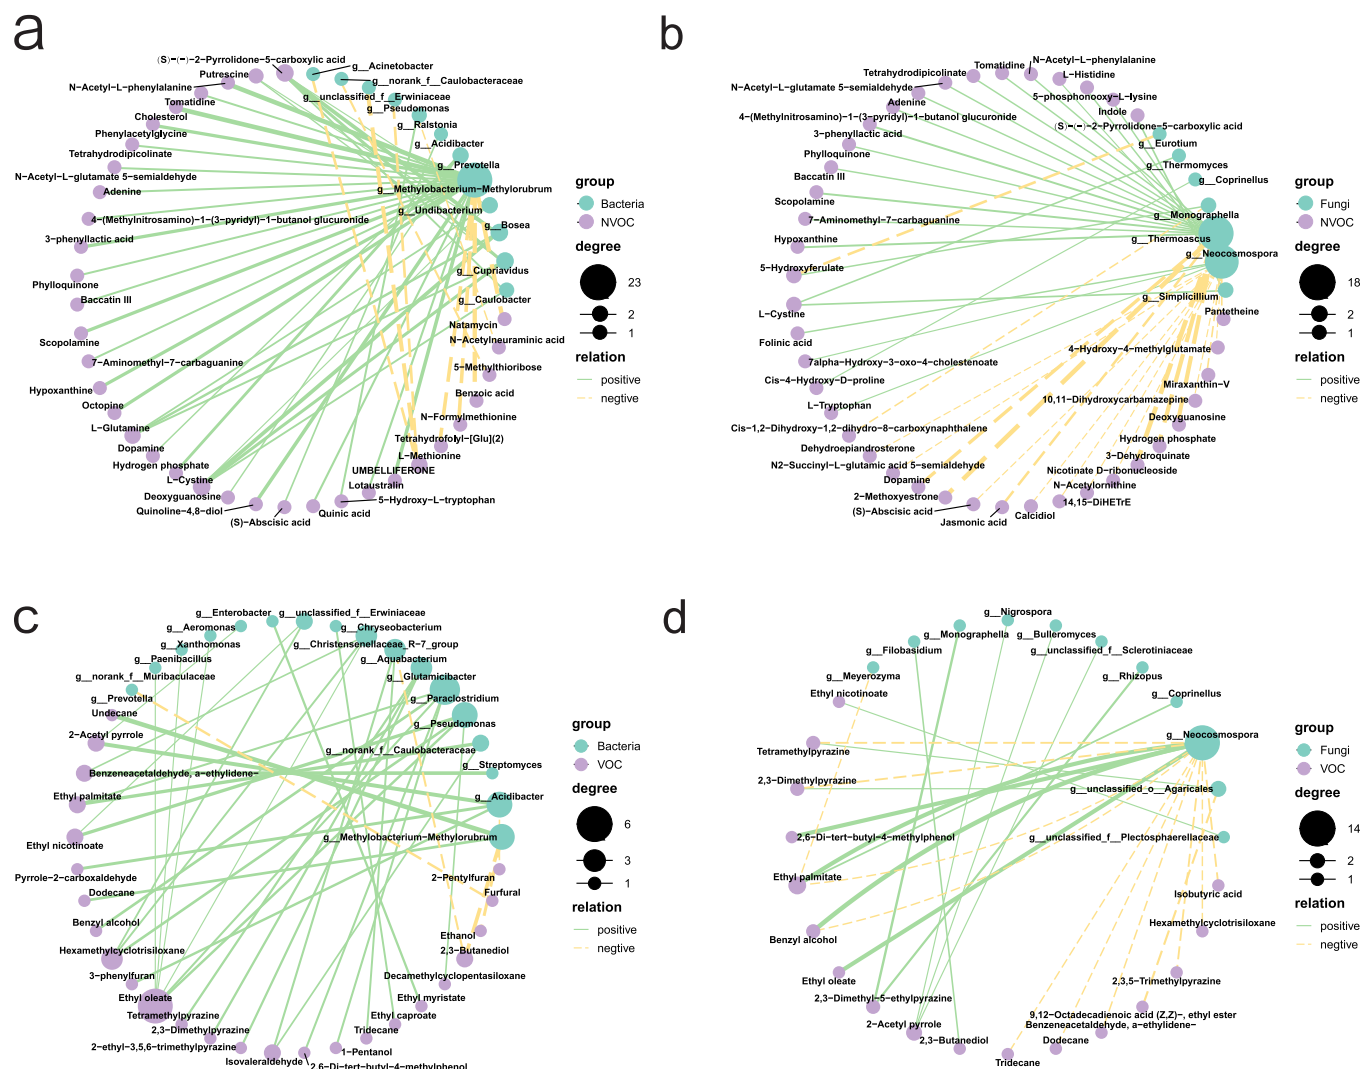 a
(S)-(-)-2-Pyrrolidone-5-carboxylic acid
Putrescine
N-Acetyl-L-phenylalanine
Tomatidine
Cholesterol
Phenylacetylglycine
Tetrahydrodipicolinate
N-Acetyl-L-glutamate 5-semialdehyde
Adenine
4-(Methylnitrosamino)-1-(3-pyridyl)-1-butanol glucuronide
3-phenyllactic acid
Phylloquinone
Baccatin III
Scopolamine
7-Aminomethyl-7-carbaguanine
Hypoxanthine
Octopine
L-Glutamine
Dopamine
Hydrogen phosphate
L-Cystine
Deoxyguanosine
Quinoline-4,8-diol
(S)-Abscisic acid
Quinic acid
5-Hydroxy-L-tryptophan
Lotaustralin
UMBELLIFERONE
L-Methionine
Tetrahydrofolyl-[Glu](2)
N-Formylmethionine
Benzoic acid
5-Methylthioribose
N-Acetylneuraminic acid
Natamycin
g__Caulobacter
g__Cupriavidus
g__Bosea
g__Undibacterium
g__Methylobacterium-Methylorubrum
g__Prevotella
g__Acidibacter
g__Ralstonia
g__Pseudomonas
g__unclassified_f__Erwiniaceae
g__norank_f__Caulobacteraceae
g__Acinetobacter
group
Bacteria
NVOC
degree
23
2
1
relation
positive
negtive
b
Tomatidine
N-Acetyl-L-phenylalanine
Tetrahydrodipicolinate
L-Histidine
N-Acetyl-L-glutamate 5-semialdehyde
5-phosphonooxy-L-lysine
Adenine
Indole
4-(Methylnitrosamino)-1-(3-pyridyl)-1-butanol glucuronide
(S)-(-)-2-Pyrrolidone-5-carboxylic acid
3-phenyllactic acid
g__Eurotium
Phylloquinone
g__Thermomyces
Baccatin III
g__Coprinellus
Scopolamine
7-Aminomethyl-7-carbaguanine
g__Monographella
Hypoxanthine
g__Thermoascus
g__Neocosmospora
5-Hydroxyferulate
g__Simplicillium
L-Cystine
Pantetheine
Folinic acid
4-Hydroxy-4-methylglutamate
7alpha-Hydroxy-3-oxo-4-cholestenoate
Cis-4-Hydroxy-D-proline
Miraxanthin-V
10,11-Dihydroxycarbamazepine
L-Tryptophan
Deoxyguanosine
Cis-1,2-Dihydroxy-1,2-dihydro-8-carboxynaphthalene
Hydrogen phosphate
Dehydroepiandrosterone
3-Dehydroquinate
N2-Succinyl-L-glutamic acid 5-semialdehyde
Nicotinate D-ribonucleoside
Dopamine
N-Acetylornithine
2-Methoxyestrone
14,15-DiHETrE
(S)-Abscisic acid
Calcidiol
Jasmonic acid
group
Fungi
NVOC
degree
18
2
1
relation
positive
negtive
c
g__Enterobacter
g__unclassified_f__Erwiniaceae
g__Aeromonas
g__Chryseobacterium
g__Xanthomonas
g__Christensenellaceae_R-7_group
g__Paenibacillus
g__Aquabacterium
g__norank_f__Muribaculaceae
g__Glutamicibacter
g__Prevotella
g__Paraclostridium
Undecane
g__Pseudomonas
2-Acetyl pyrrole
g__norank_f__Caulobacteraceae
Benzeneacetaldehyde, a-ethylidene-
g__Streptomyces
Ethyl palmitate
g__Acidibacter
g__Methylobacterium-Methylorubrum
Ethyl nicotinoate
Pyrrole-2-carboxaldehyde
2-Pentylfuran
Dodecane
Furfural
Benzyl alcohol
Ethanol
Hexamethylcyclotrisiloxane
2,3-Butanediol
3-phenylfuran
Decamethylcyclopentasiloxane
Ethyl oleate
Ethyl myristate
Tetramethylpyrazine
Ethyl caproate
2,3-Dimethylpyrazine
Tridecane
2-ethyl-3,5,6-trimethylpyrazine
1-Pentanol
Isovaleraldehyde
2,6-Di-tert-butyl-4-methylphenol
group
Bacteria
VOC
degree
6
3
1
relation
positive
negtive
d
g__Nigrospora
g__Monographella
g__Bulleromyces
g__Filobasidium
g__unclassified_f__Sclerotiniaceae
g__Meyerozyma
g__Rhizopus
Ethyl nicotinoate
g__Coprinellus
g__Neocosmospora
Tetramethylpyrazine
2,3-Dimethylpyrazine
g__unclassified_o__Agaricales
2,6-Di-tert-butyl-4-methylphenol
g__unclassified_f__Plectosphaerellaceae
Ethyl palmitate
Isobutyric acid
Hexamethylcyclotrisiloxane
Benzyl alcohol
Ethyl oleate
2,3,5-Trimethylpyrazine
2,3-Dimethyl-5-ethylpyrazine
9,12-Octadecadienoic acid (Z,Z)-, ethyl ester
2-Acetyl pyrrole
Benzeneacetaldehyde, a-ethylidene-
2,3-Butanediol
Dodecane
Tridecane
group
Fungi
VOC
degree
14
2
1
relation
positive
negtive